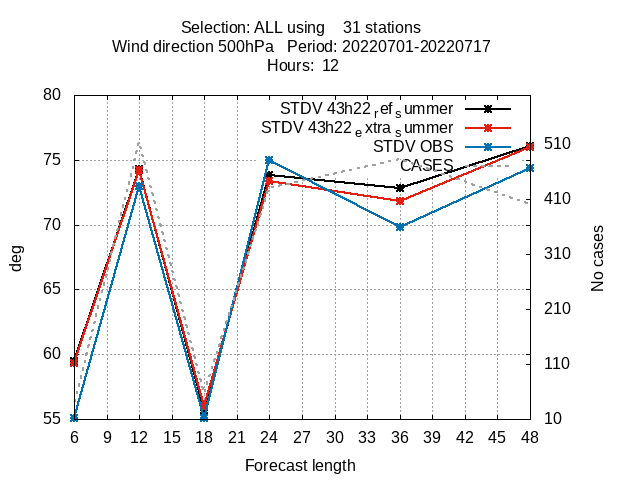 Selection: ALL using    31 stations
Wind direction 500hPa   Period: 20220701-20220717
Hours:  12
STDV 43h22 ref summer
STDV 43h22 extra summer
STDV OBS
CASES
80
75
70
65
60
55
deg
510
410
310
210
110
10
No cases
6 9 12 15 18 21 24 27 30 33 36 39 42 45 48
Forecast length